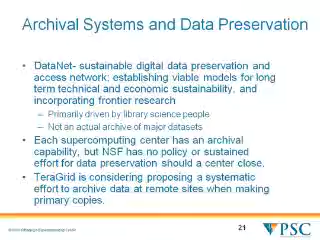 Archival Systems and Data Preservation
• DataNet- sustainable digital data preservation and
access network; establishing viable models for long
term technical and economic sustainability, and
incorporating frontier research
– Primarily driven by library science people
– Not an actual archive of major datasets
• Each supercomputing center has an archival
capability, but NSF has no policy or sustained
effort for data preservation should a center close.
• TeraGrid is considering proposing a systematic
effort to archive data at remote sites when making
primary copies.
21
PSC